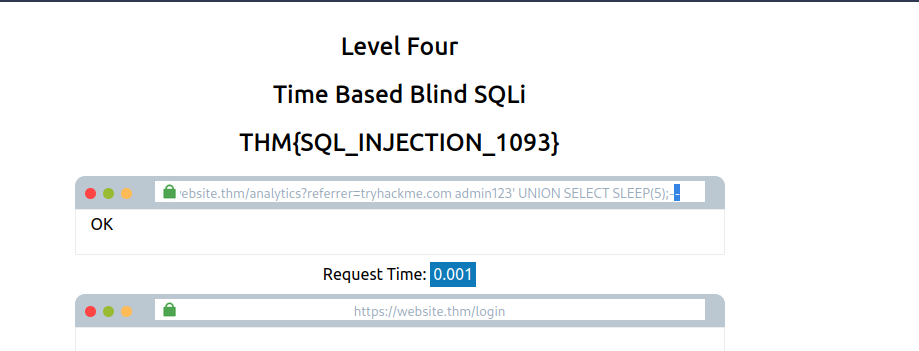 Level Four
Time Based Blind SQLi
THM{SQL_INJECTION_1093}
ebsite.thm/analytics?referrer=tryhackme.com admin123' UNION SELECT SLEEP(5);--
OK
Request Time: 0.001
https://website.thm/login